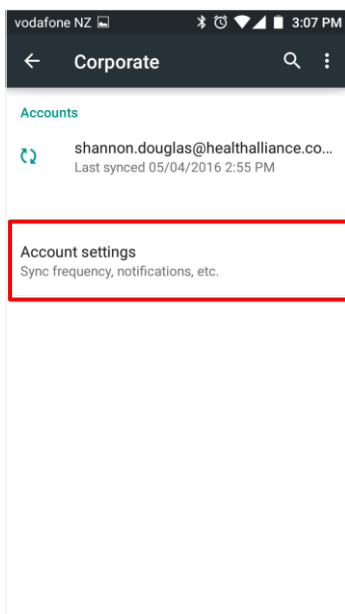 vodafone NZ 3:07 PM
Corporate
Accounts
shannon.douglas@healthalliance.co...
Last synced 05/04/2016 2:55 PM
Account settings
Sync frequency, notifications, etc.